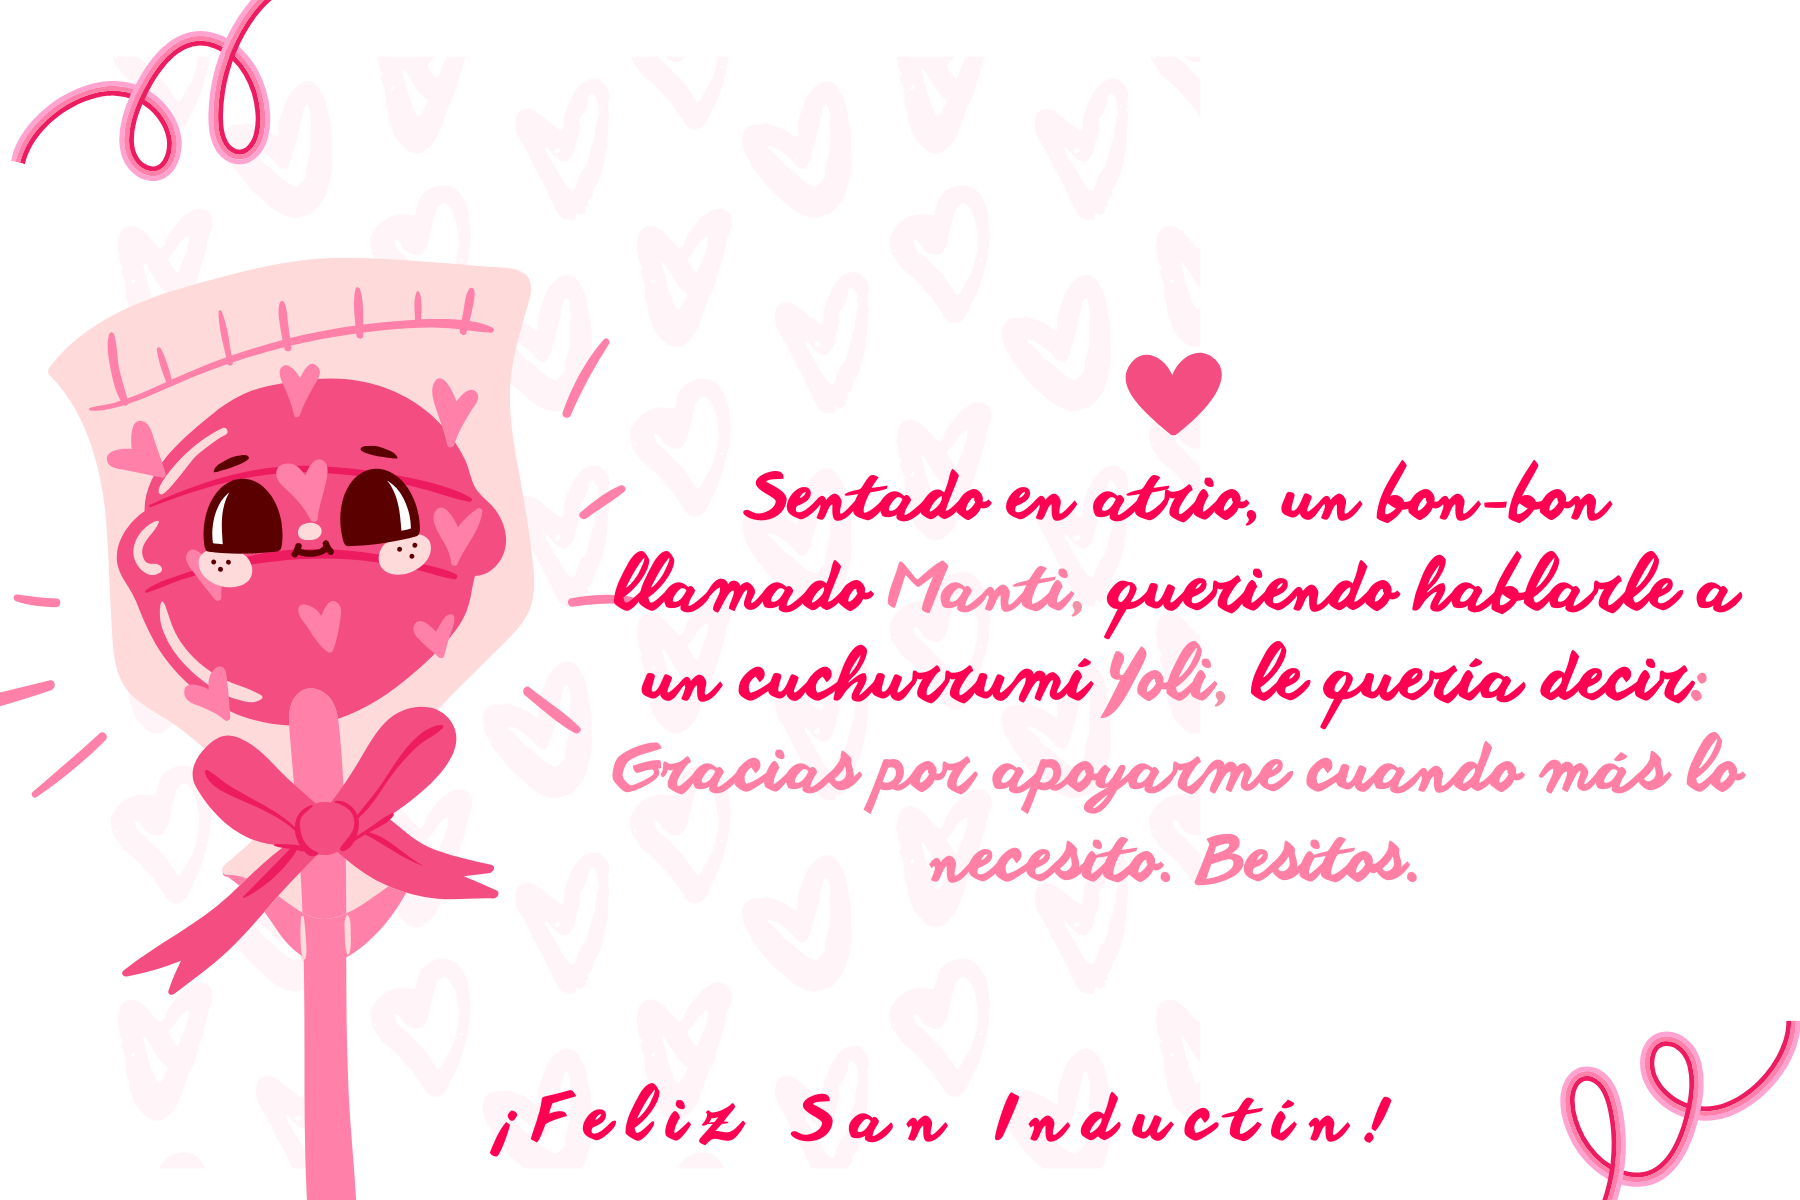 Sentado en atrio, un bon-bon
llamado Manti, queriendo hablarle a
un cuchurrumí Yoli, le quería decir:
Gracias por apoyarme cuando más lo
necesito. Besitos.
¡Feliz San Inductín!